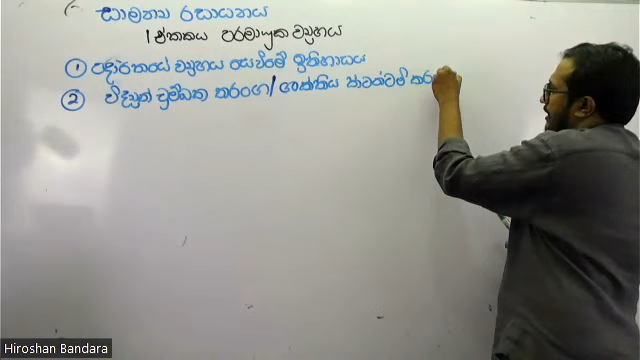 සාමාන්‍ය රසායනය
1 ඒකකය පරමාණුක ව්‍යුහය
① පදාර්ථයේ ව්‍යුහය සෙවීමේ ඉතිහාසය
② විද්‍යුත් චුම්බක තරංග/ශක්තිය ක්වොන්ටම්
Hiroshan Bandara